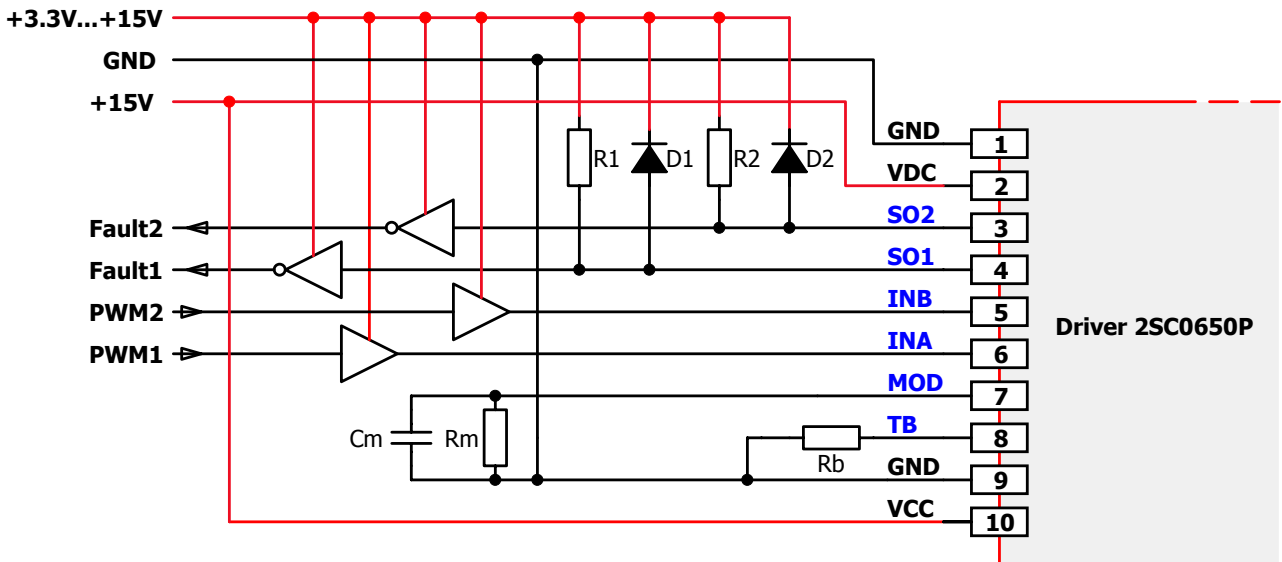 +3.3V...+15V
GND
+15V
GND
1
R1
D1
R2
D2
VDC
2
Fault2
SO2
3
Fault1
SO1
4
PWM2
INB
5
Driver 2SC0650P
PWM1
INA
6
MOD
7
Cm
Rm
TB
8
Rb
GND
9
VCC
10